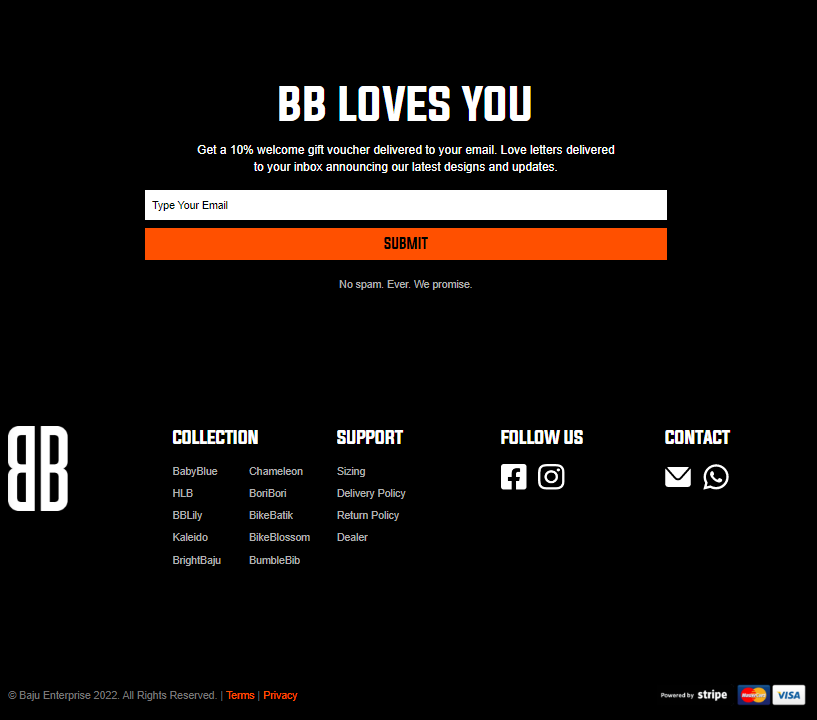 BB LOVES YOU
Get a 10% welcome gift voucher delivered to your email. Love letters delivered
to your inbox announcing our latest designs and updates.
Type Your Email
SUBMIT
No spam. Ever. We promise.
BB
COLLECTION
BabyBlue
HLB
BBLily
Kaleido
BrightBaju
Chameleon
BoriBori
BikeBatik
BikeBlossom
BumbleBib
SUPPORT
Sizing
Delivery Policy
Return Policy
Dealer
FOLLOW US
CONTACT
© Baju Enterprise 2022. All Rights Reserved. | Terms | Privacy
Powered by stripe
MasterCard
VISA